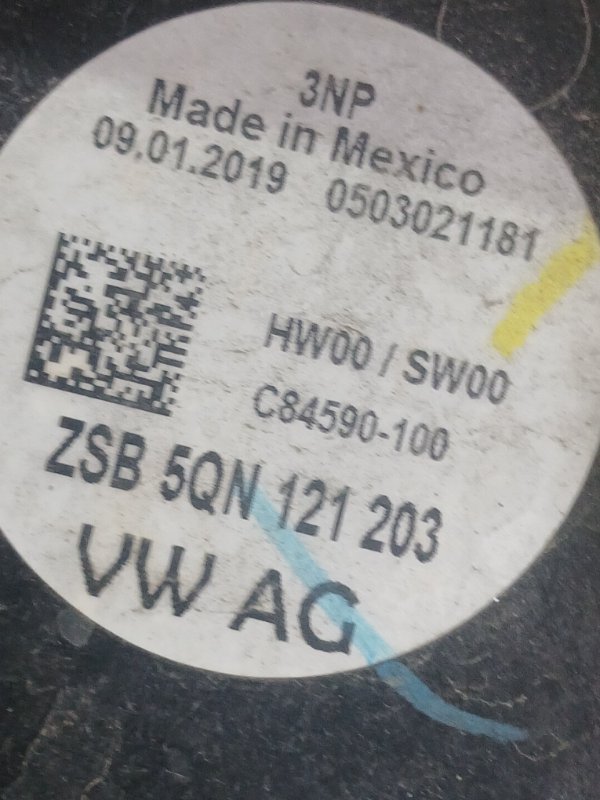 3NP
Made in Mexico
09.01.2019 0503021181
HW00 / SW00
C84590-100
ZSB 5QN 121 203
VW AG